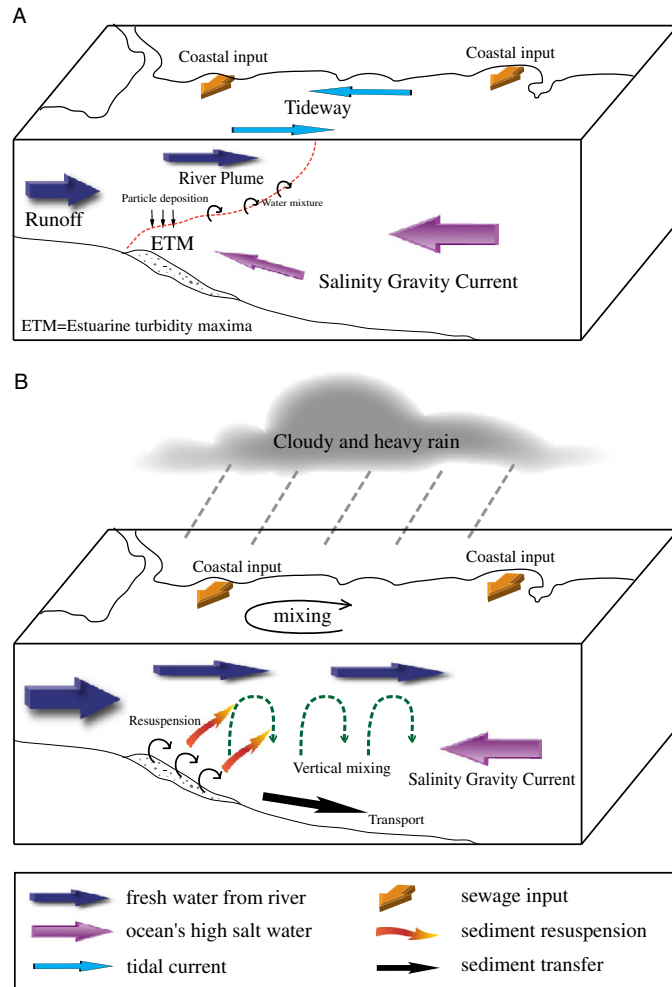 A
Coastal input
Coastal input
Tideway
River Plume
Particle deposition
Water mixture
Runoff
ETM
Salinity Gravity Current
ETM=Estuarine turbidity maxima
B
Cloudy and heavy rain
Coastal input
Coastal input
mixing
Resuspension
Vertical mixing
Salinity Gravity Current
Transport
fresh water from river
sewage input
ocean's high salt water
sediment resuspension
tidal current
sediment transfer